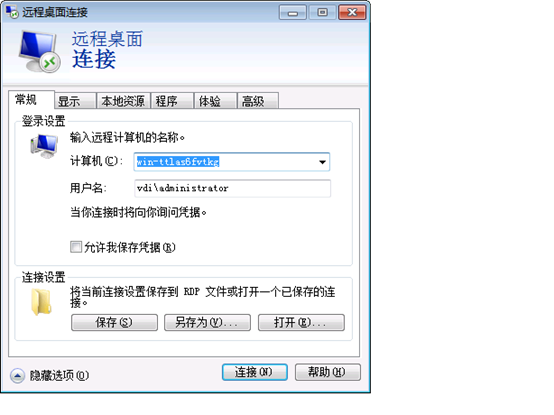 远程桌面连接
远程桌面
连接
常规 显示 本地资源 程序 体验 高级
登录设置
输入远程计算机的名称。
计算机(C): win-ttlas6fvtkg
用户名: vdi\administrator
当你连接时将向你询问凭据。
允许我保存凭据(R)
连接设置
将当前连接设置保存到 RDP 文件或打开一个已保存的连
接。
保存(S) 另存为(V)... 打开(E)...
隐藏选项(O) 连接(N) 帮助(H)